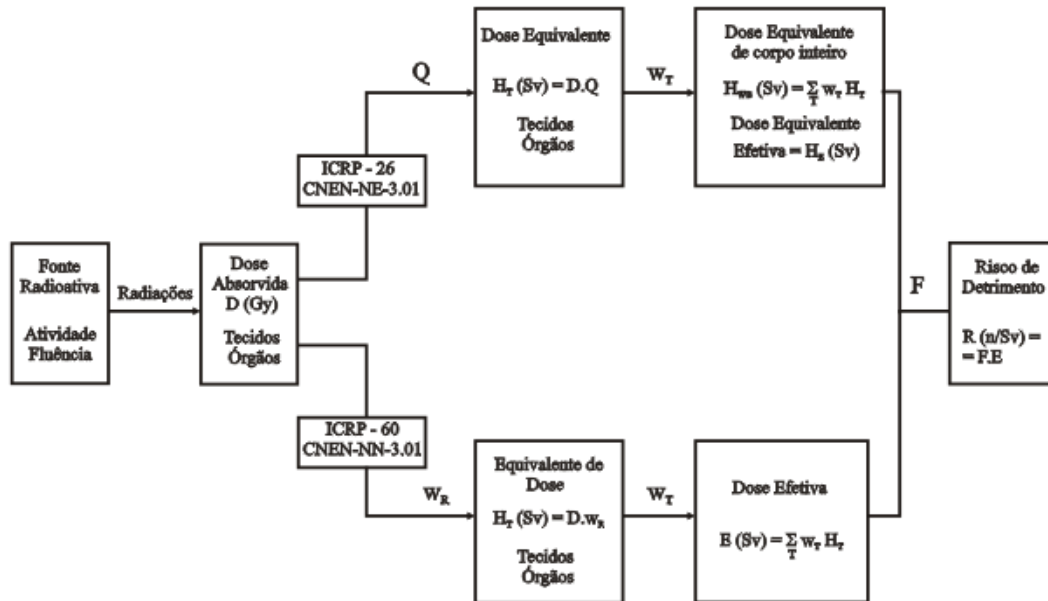 Fonte
Radioativa
Atividade
Fluência
Radiações
Dose
Absorvida
D (Gy)
Tecidos
Órgãos
ICRP - 26
CNEN-NE-3.01
Q
Dose Equivalente
H_T (Sv) = D.Q
Tecidos
Órgãos
W_T
Dose Equivalente
de corpo inteiro
H_WB (Sv) = Σ_T w_T H_T
Dose Equivalente
Efetiva = H_E (Sv)
ICRP - 60
CNEN-NN-3.01
W_R
Equivalente de
Dose
H_T (Sv) = D.w_R
Tecidos
Órgãos
W_T
Dose Efetiva
E (Sv) = Σ_T w_T H_T
F
Risco de
Detrimento
R (n/Sv) =
= F.E